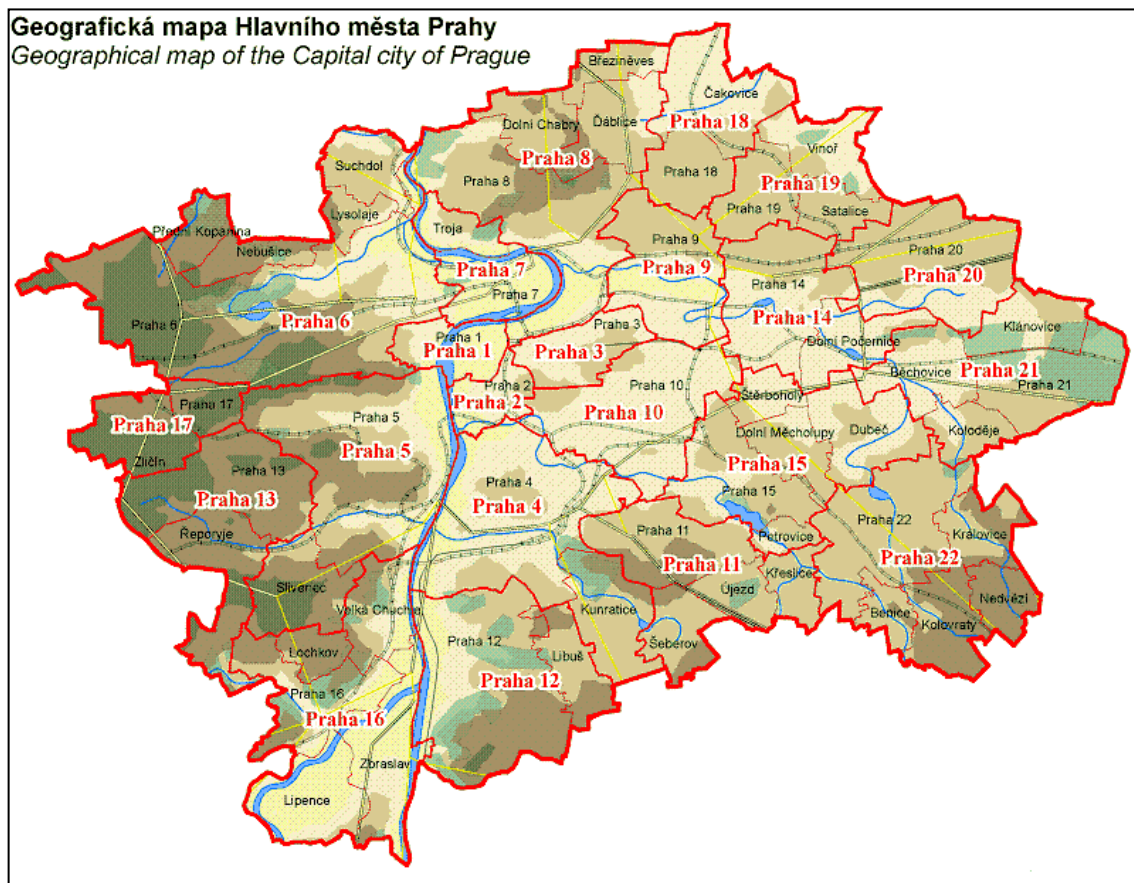 Geografická mapa Hlavního města Prahy
Geographical map of the Capital city of Prague
Březiněves
Čakovice
Dolní Chabry
Ďáblice
Praha 18
Vinoř
Praha 8
Suchdol
Praha 8
Praha 18
Praha 19
Lysolaje
Praha 19
Satalice
Přední Kopanina
Nebušice
Troja
Praha 9
Praha 20
Praha 7
Praha 9
Praha 20
Praha 7
Praha 14
Praha 6
Praha 6
Praha 14
Praha 3
Klánovice
Praha 1
Praha 1
Praha 3
Dolní Počernice
Běchovice
Praha 21
Praha 21
Praha 2
Praha 2
Praha 10
Praha 10
Štěrboholy
Praha 17
Praha 17
Praha 5
Praha 5
Dolní Měcholupy
Dubeč
Koloděje
Zličín
Praha 13
Praha 13
Praha 4
Praha 4
Praha 15
Praha 15
Řeporyje
Praha 11
Petrovice
Praha 22
Královice
Praha 11
Praha 22
Křeslice
Újezd
Slivenec
Velká Chuchle
Kunratice
Nedvězí
Benice
Kolovraty
Praha 12
Šeberov
Libuš
Lochkov
Praha 12
Praha 16
Praha 16
Zbraslav
Lipence